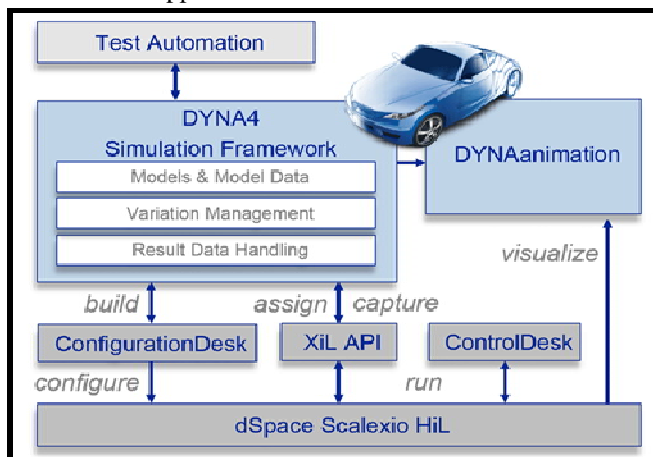 Test Automation
DYNA4
Simulation Framework
Models & Model Data
Variation Management
Result Data Handling
DYNAanimation
visualize
build
assign capture
ConfigurationDesk
XiL API
ControlDesk
configure
run
dSpace Scalexio HiL